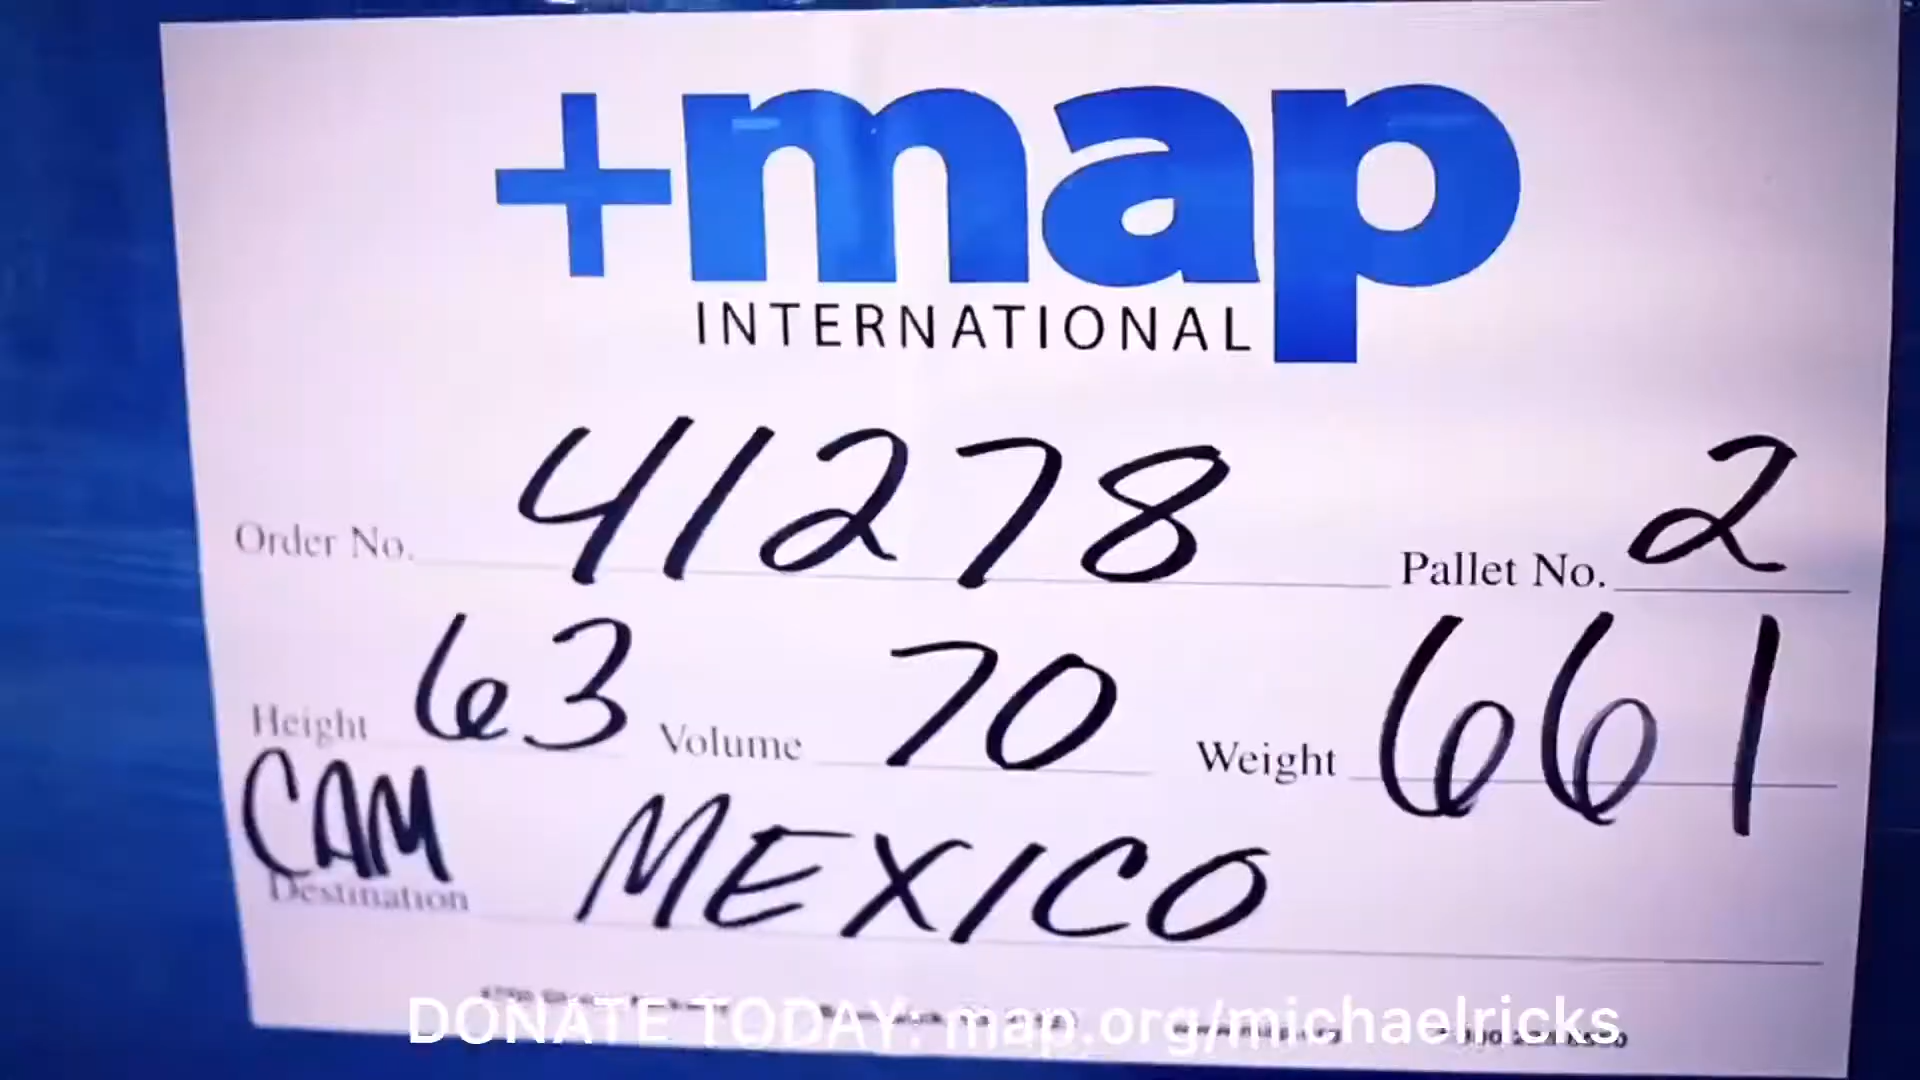 +map
INTERNATIONAL
Order No. 41278 Pallet No. 2
Height 63 Volume 70 Weight 661
CAM
Destination MEXICO
DONATE TODAY: map.org/michaelricks